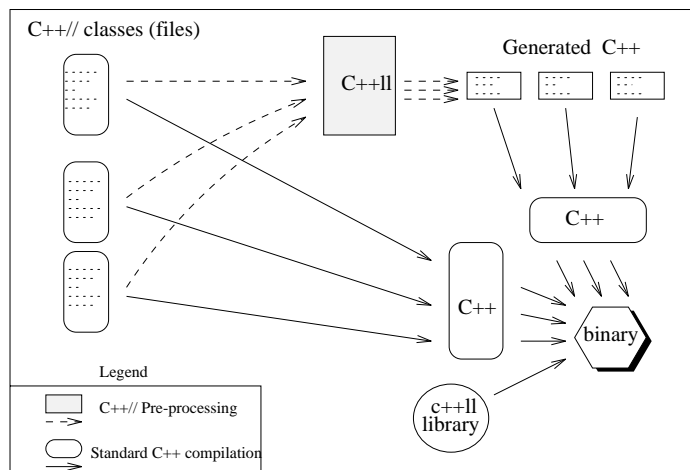 C++// classes (files)
C++ll
Generated C++
C++
C++
binary
c++ll
library
Legend
C++// Pre-processing
Standard C++ compilation